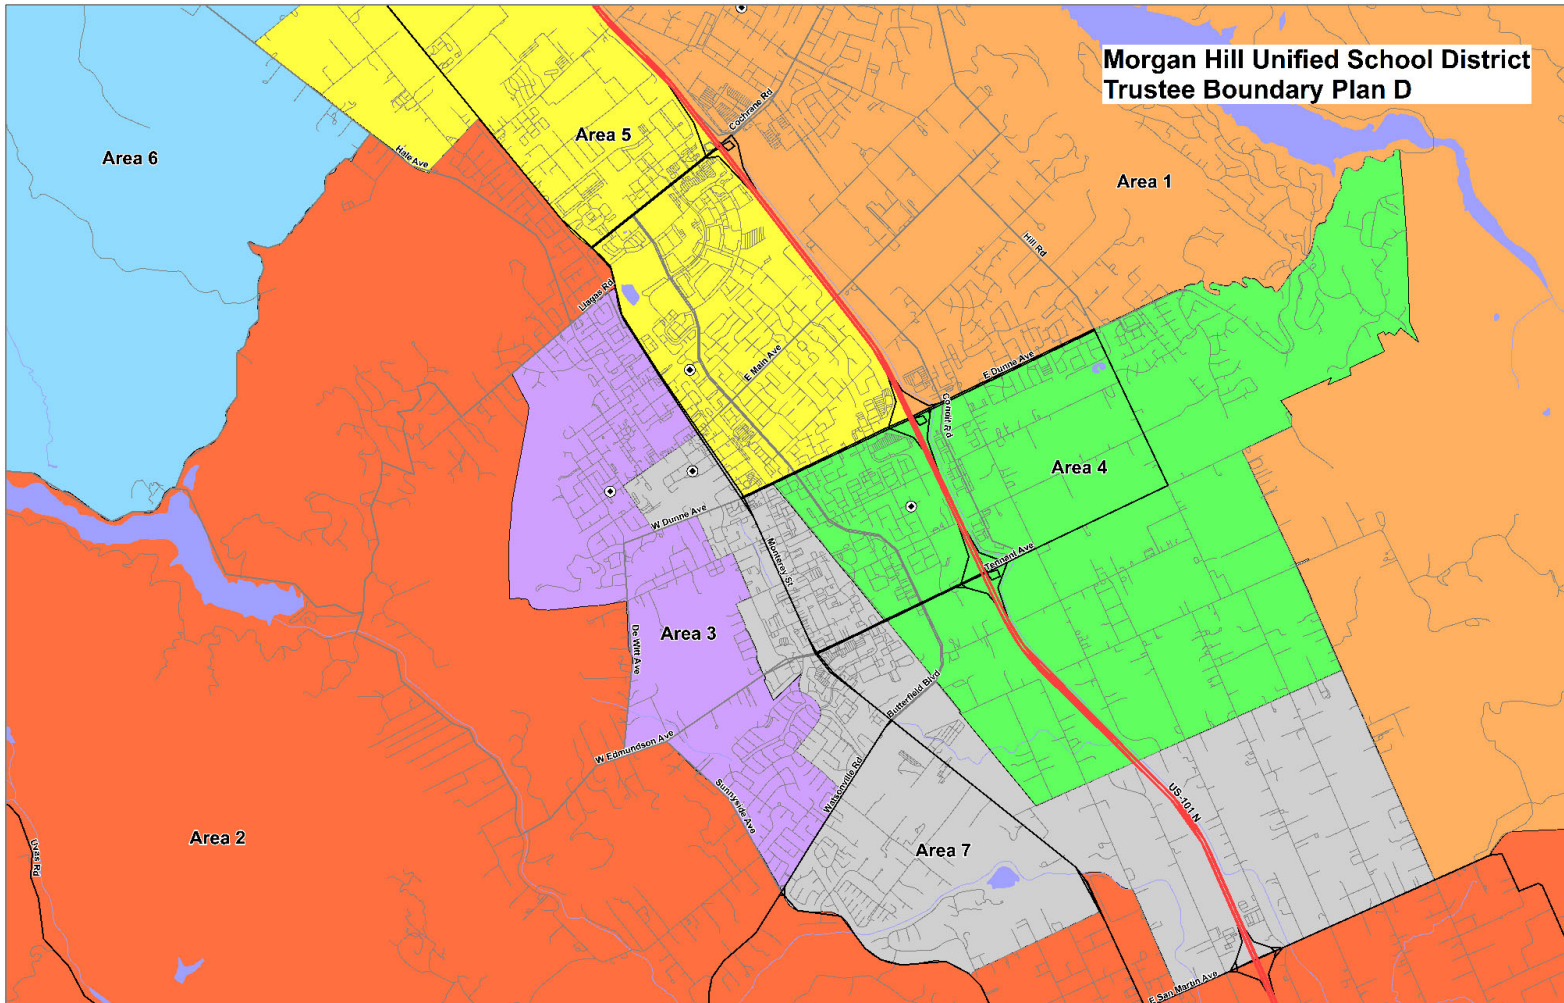 Morgan Hill Unified School District
Trustee Boundary Plan D
Cochrane Rd
Area 5
Area 6
Hale Ave
Area 1
Hill Rd
Llagas Rd
E Main Ave
E Dunne Ave
Condit Rd
Area 4
W Dunne Ave
Monterey St
Tennant Ave
Area 3
De Witt Ave
Butterfield Blvd
W Edmundson Ave
Watsonville Rd
Sunnyside Ave
US-101 N
Area 2
Uvas Rd
Area 7
E San Martin Ave